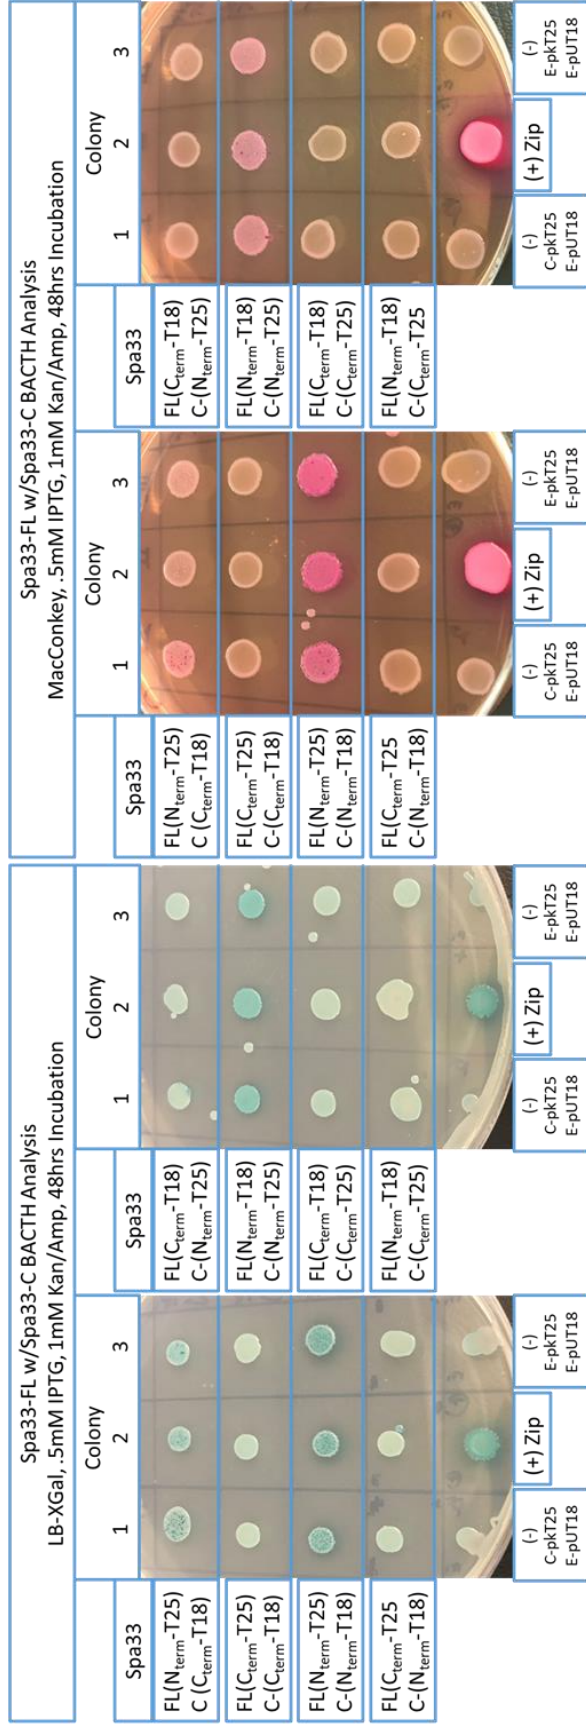 Spa33-FL w/Spa33-C BACTH Analysis
LB-XGal, .5mM IPTG, 1mM Kan/Amp, 48hrs Incubation
Spa33
Colony
1
2
3
FL(Nterm-T25)
C (Cterm-T18)
FL(Cterm-T25)
C-(Cterm-T18)
FL(Nterm-T25)
C-(Nterm-T18)
FL(Cterm-T25
C-(Nterm-T18)
(-)
C-pkT25
E-pUT18
(+) Zip
(-)
E-pkT25
E-pUT18
Spa33
Colony
1
2
3
FL(Cterm-T18)
C-(Nterm-T25)
FL(Nterm-T18)
C-(Nterm-T25)
FL(Cterm-T18)
C-(Cterm-T25)
FL(Nterm-T18)
C-(Cterm-T25)
(-)
C-pkT25
E-pUT18
(+) Zip
(-)
E-pkT25
E-pUT18
Spa33-FL w/Spa33-C BACTH Analysis
MacConkey, .5mM IPTG, 1mM Kan/Amp, 48hrs Incubation
Spa33
Colony
1
2
3
FL(Nterm-T25)
C (Cterm-T18)
FL(Cterm-T25)
C-(Cterm-T18)
FL(Nterm-T25)
C-(Nterm-T18)
FL(Cterm-T25
C-(Nterm-T18)
(-)
C-pkT25
E-pUT18
(+) Zip
(-)
E-pkT25
E-pUT18
Spa33
Colony
1
2
3
FL(Cterm-T18)
C-(Nterm-T25)
FL(Nterm-T18)
C-(Nterm-T25)
FL(Cterm-T18)
C-(Cterm-T25)
FL(Nterm-T18)
C-(Cterm-T25
(-)
C-pkT25
E-pUT18
(+) Zip
(-)
E-pkT25
E-pUT18